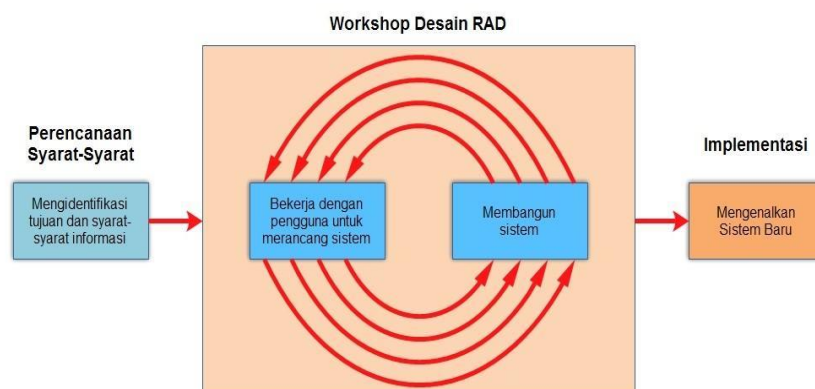 Workshop Desain RAD
Perencanaan
Syarat-Syarat
Mengidentifikasi
tujuan dan syarat-
syarat informasi
Bekerja dengan
pengguna untuk
merancang sistem
Membangun
sistem
Implementasi
Mengenalkan
Sistem Baru